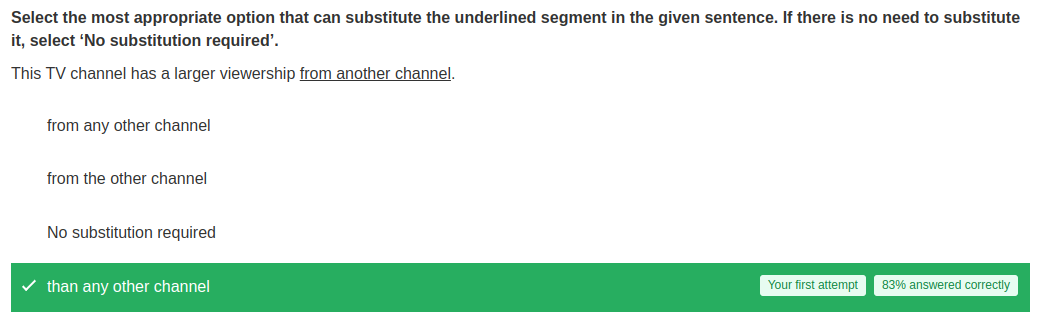 Select the most appropriate option that can substitute the underlined segment in the given sentence. If there is no need to substitute
it, select ‘No substitution required’.
This TV channel has a larger viewership from another channel.
from any other channel
from the other channel
No substitution required
than any other channel Your first attempt 83% answered correctly